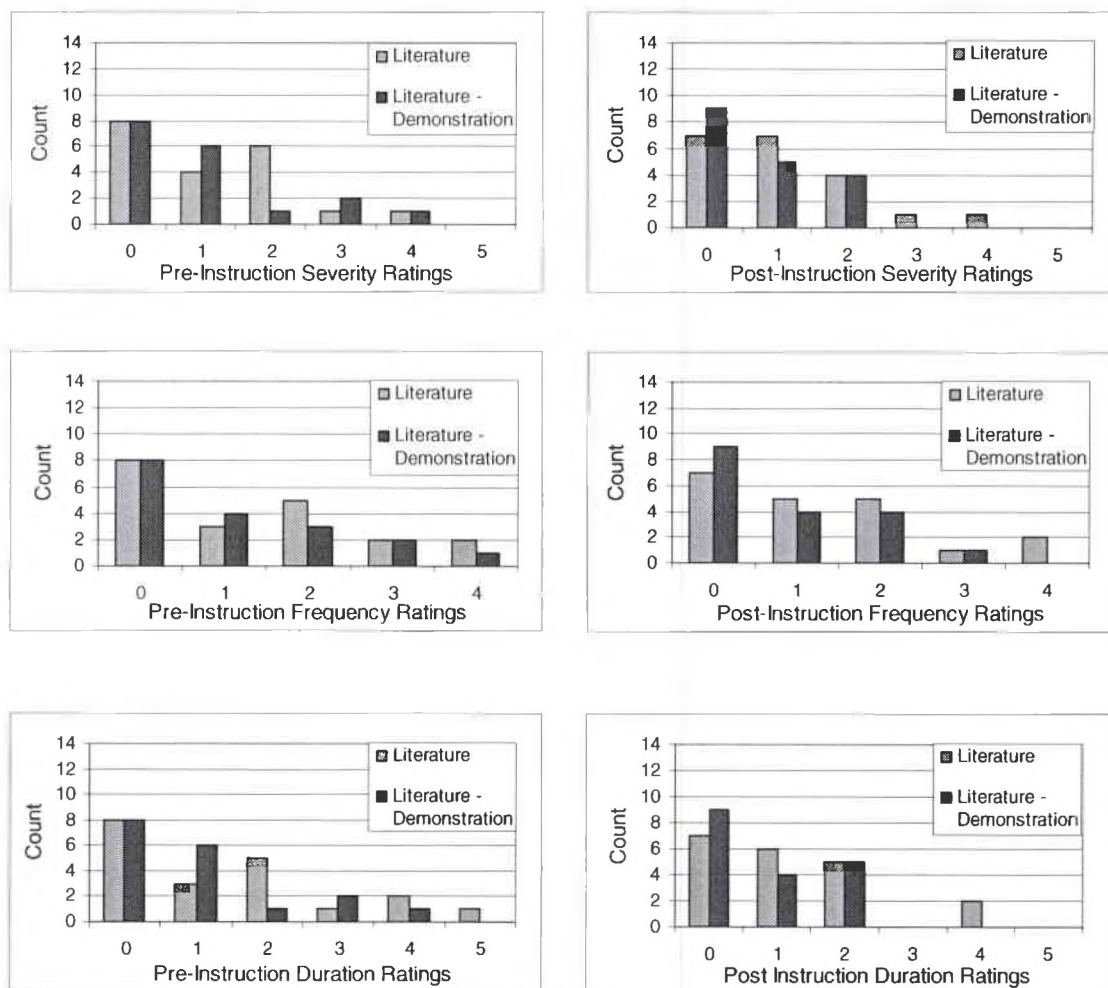 14
12
10
8
6
4
2
0
Count
Literature
Literature -
Demonstration
0 1 2 3 4 5
Pre-Instruction Severity Ratings
14
12
10
8
6
4
2
0
Count
Literature
Literature -
Demonstration
0 1 2 3 4 5
Post-Instruction Severity Ratings
14
12
10
8
6
4
2
0
Count
Literature
Literature -
Demonstration
0 1 2 3 4
Pre-Instruction Frequency Ratings
14
12
10
8
6
4
2
0
Count
Literature
Literature -
Demonstration
0 1 2 3 4
Post-Instruction Frequency Ratings
14
12
10
8
6
4
2
0
Count
Literature
Literature -
Demonstration
0 1 2 3 4 5
Pre-Instruction Duration Ratings
14
12
10
8
6
4
2
0
Count
Literature
Literature -
Demonstration
0 1 2 3 4 5
Post Instruction Duration Ratings